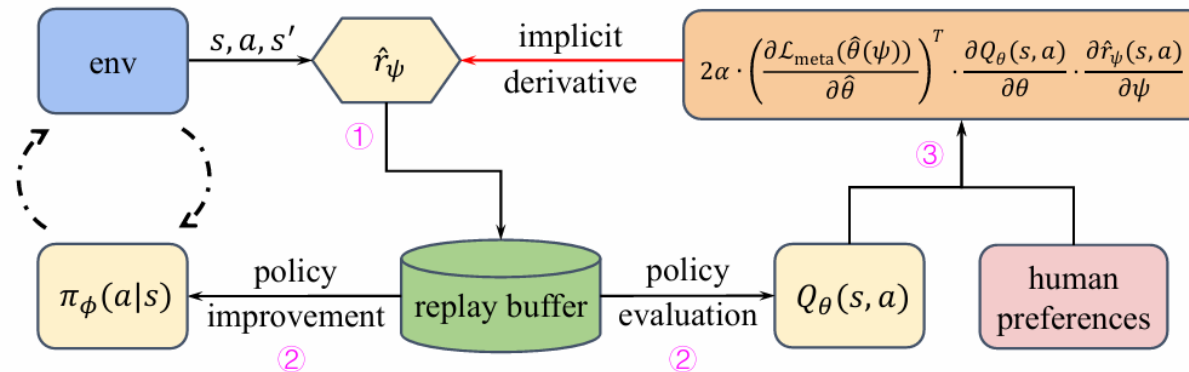 env
s, a, s′
r̂_ψ
implicit
derivative
2α · (∂ℒ_meta(θ̂(ψ)) / ∂θ̂)^T · ∂Q_θ(s, a) / ∂θ · ∂r̂_ψ(s, a) / ∂ψ
①
③
π_ϕ(a|s)
policy
improvement
②
replay buffer
policy
evaluation
②
Q_θ(s, a)
human
preferences